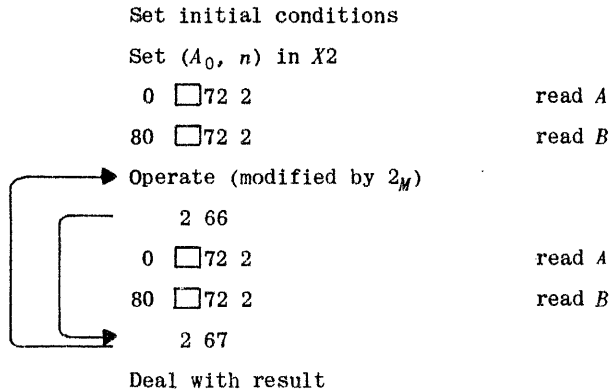 Set initial conditions
Set (A₀, n) in X2
0 □72 2 read A
80 □72 2 read B
Operate (modified by 2_M)
2 66
0 □72 2 read A
80 □72 2 read B
2 67
Deal with result